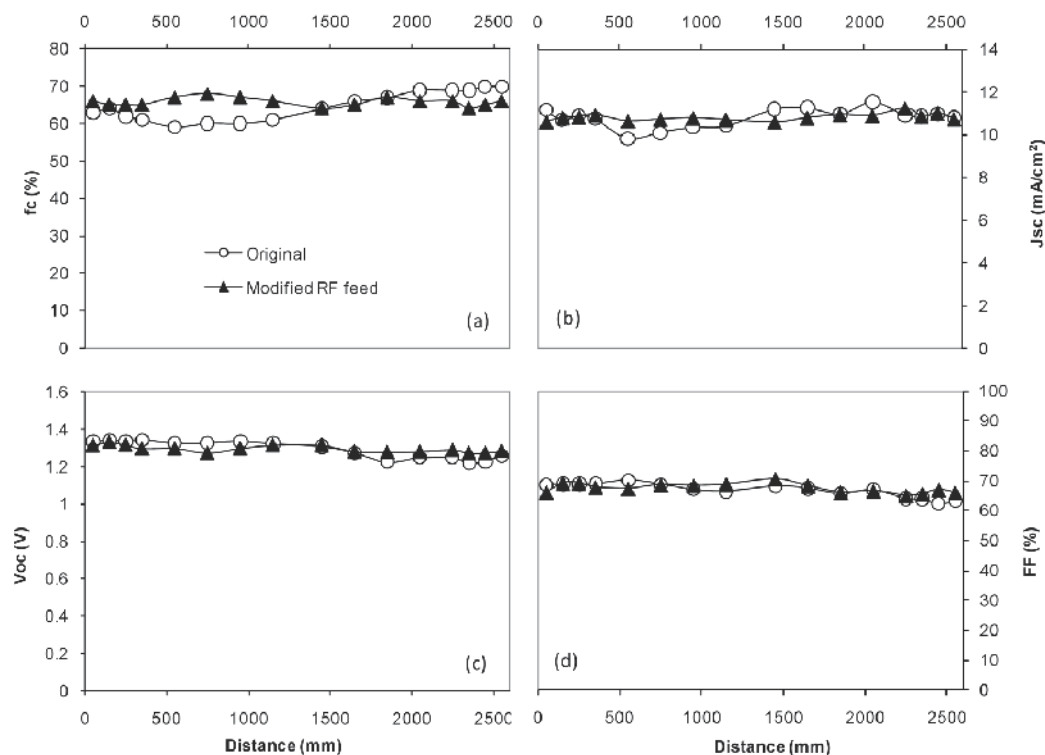 0 500 1000 1500 2000 2500
0 500 1000 1500 2000 2500
80
70
60
50
40
30
20
10
0
fc (%)
Original
Modified RF feed
(a)
14
12
10
8
6
4
2
0
Jsc (mA/cm²)
(b)
1.6
1.4
1.2
1
0.8
0.6
0.4
0.2
0
Voc (V)
(c)
100
90
80
70
60
50
40
30
20
10
0
FF (%)
(d)
0 500 1000 1500 2000 2500
0 500 1000 1500 2000 2500
Distance (mm)
Distance (mm)